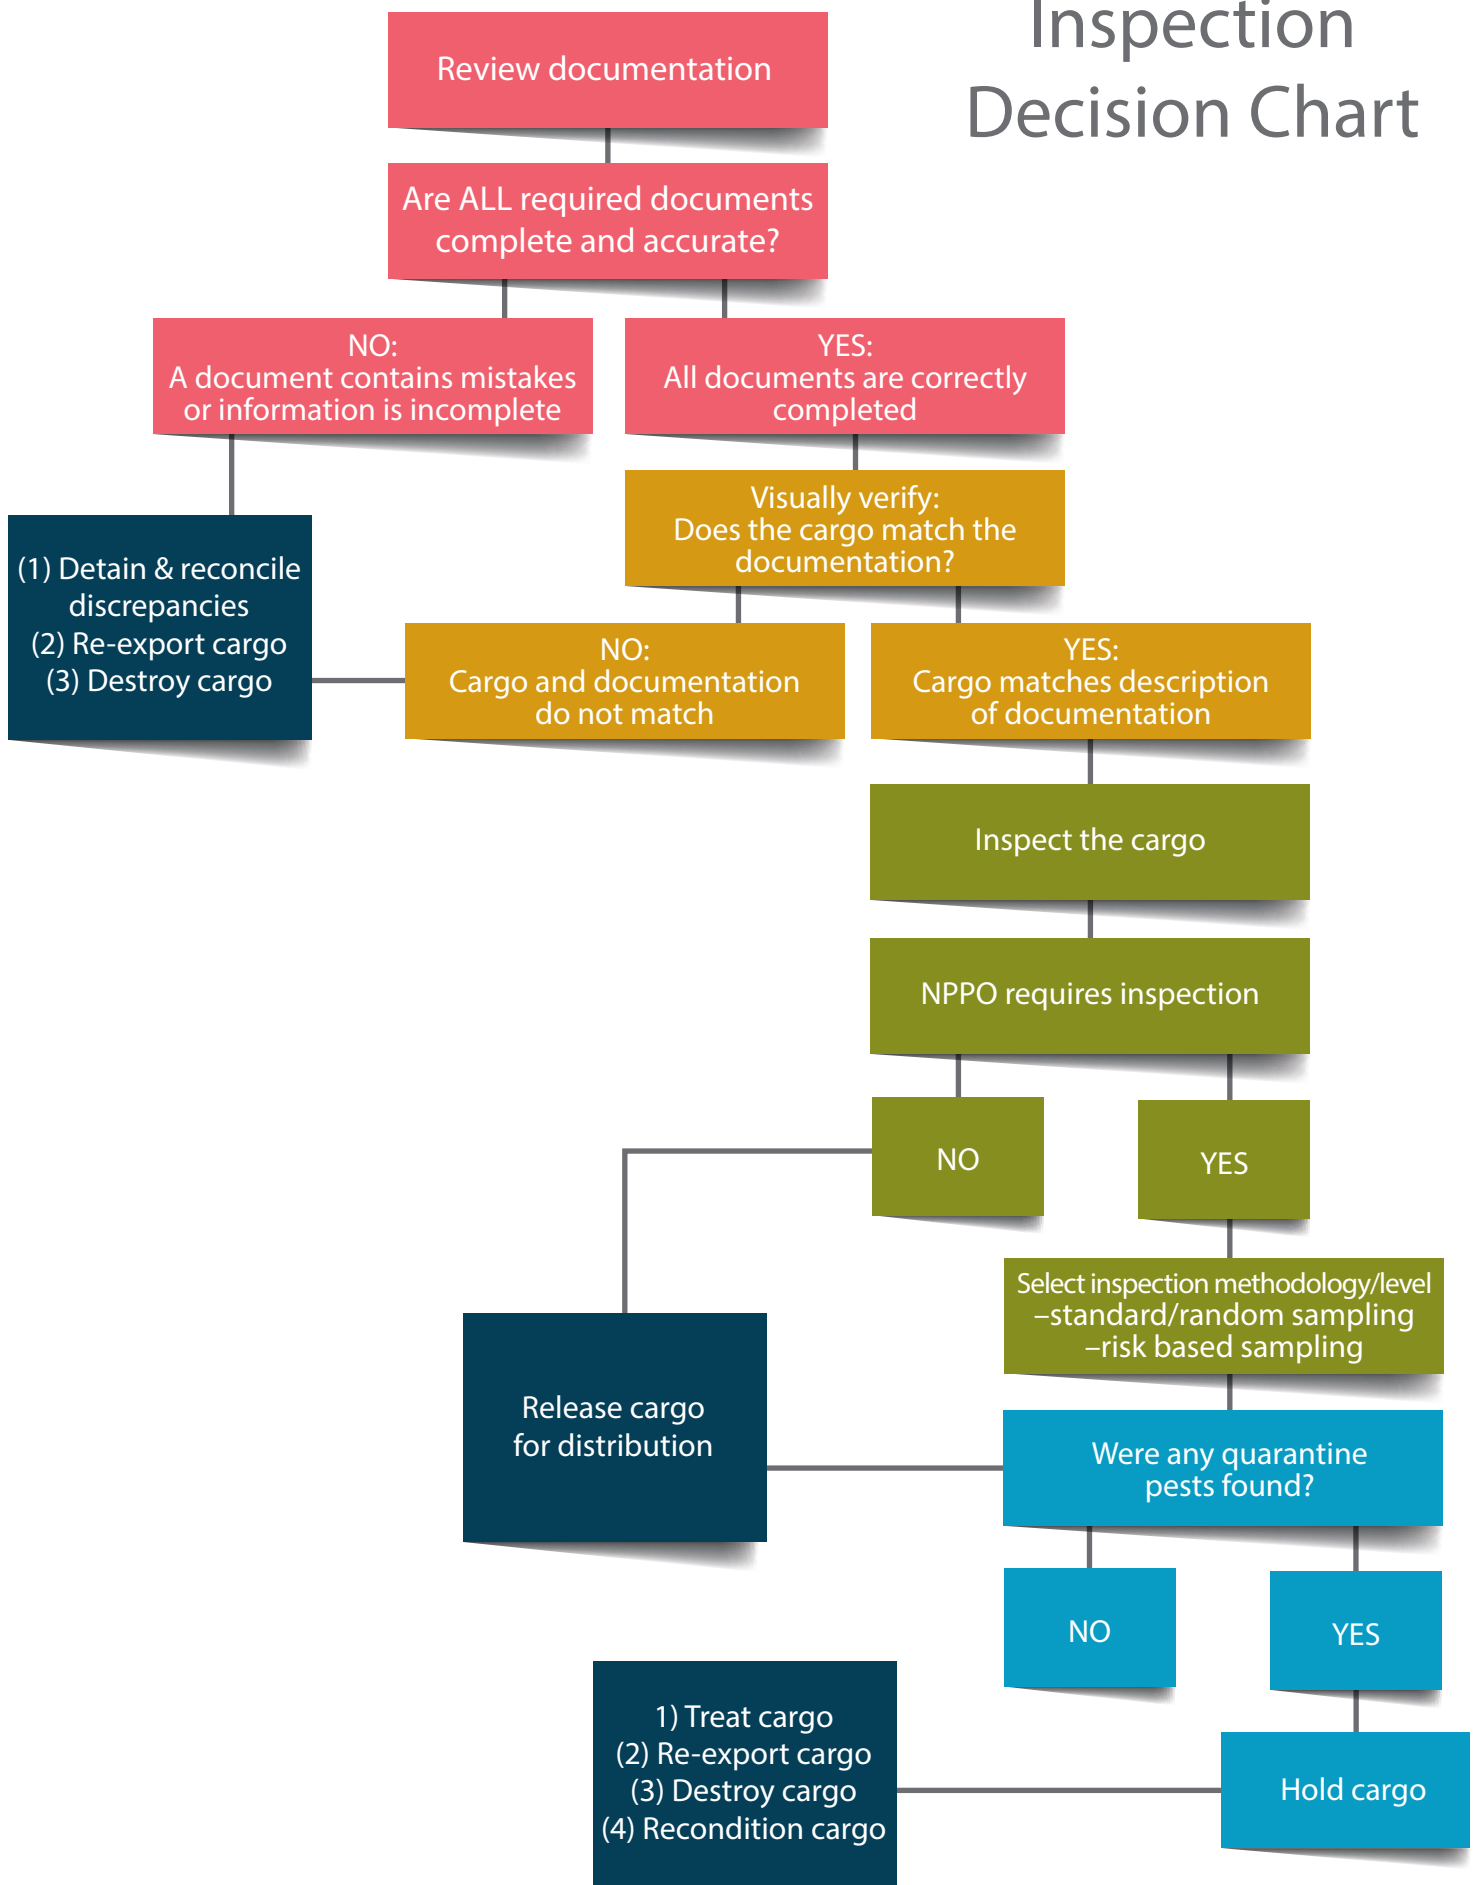 Inspection
Decision Chart
Review documentation
Are ALL required documents
complete and accurate?
NO:
A document contains mistakes
or information is incomplete
YES:
All documents are correctly
completed
Visually verify:
Does the cargo match the
documentation?
(1) Detain & reconcile
discrepancies
(2) Re-export cargo
(3) Destroy cargo
NO:
Cargo and documentation
do not match
YES:
Cargo matches description
of documentation
Inspect the cargo
NPPO requires inspection
NO
YES
Select inspection methodology/level
–standard/random sampling
–risk based sampling
Release cargo
for distribution
Were any quarantine
pests found?
NO
YES
1) Treat cargo
(2) Re-export cargo
(3) Destroy cargo
(4) Recondition cargo
Hold cargo